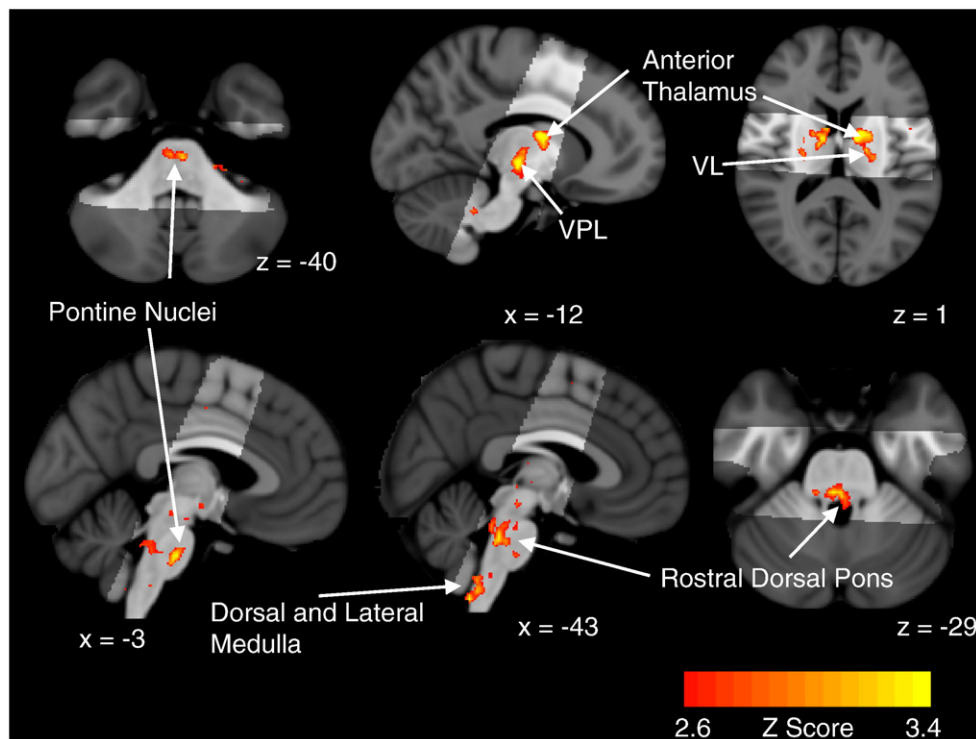 Anterior
Thalamus
VL
VPL
z = -40
Pontine Nuclei
x = -12
z = 1
Rostral Dorsal Pons
Dorsal and Lateral
Medulla
x = -3
x = -43
z = -29
2.6 Z Score 3.4